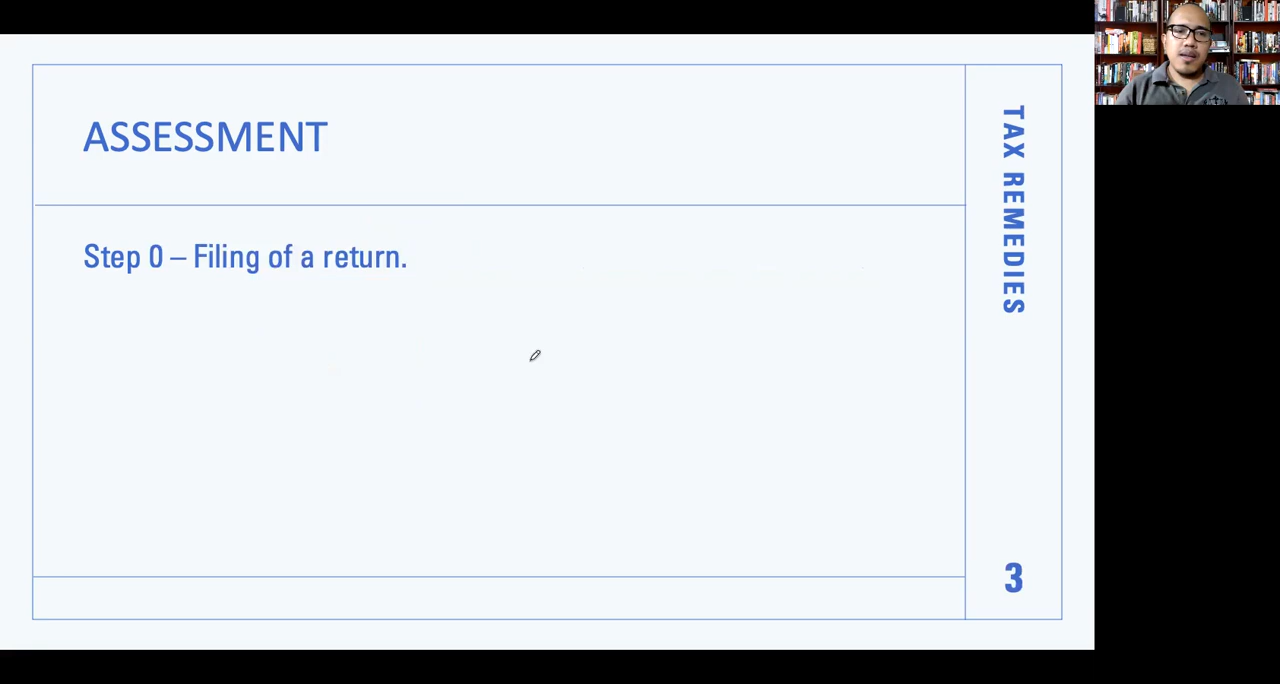 ASSESSMENT
Step 0 – Filing of a return.
TAX REMEDIES
3